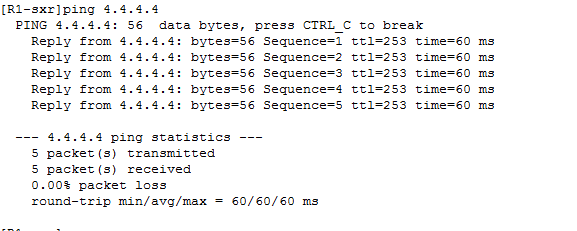 [R1-sxr]ping 4.4.4.4
PING 4.4.4.4: 56  data bytes, press CTRL_C to break
Reply from 4.4.4.4: bytes=56 Sequence=1 ttl=253 time=60 ms
Reply from 4.4.4.4: bytes=56 Sequence=2 ttl=253 time=60 ms
Reply from 4.4.4.4: bytes=56 Sequence=3 ttl=253 time=60 ms
Reply from 4.4.4.4: bytes=56 Sequence=4 ttl=253 time=60 ms
Reply from 4.4.4.4: bytes=56 Sequence=5 ttl=253 time=60 ms
--- 4.4.4.4 ping statistics ---
5 packet(s) transmitted
5 packet(s) received
0.00% packet loss
round-trip min/avg/max = 60/60/60 ms